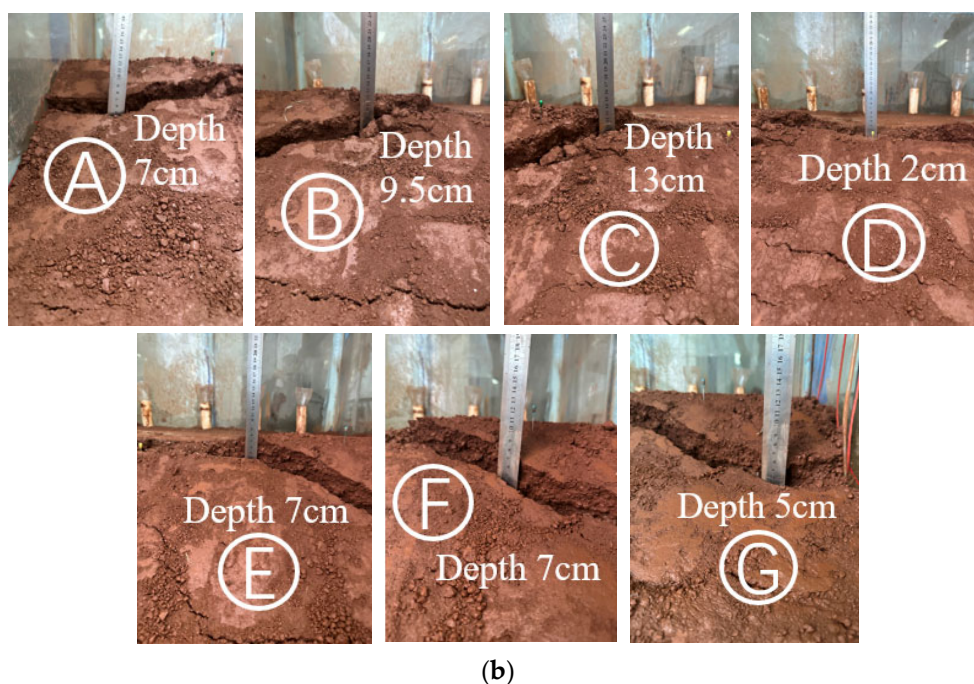 A
Depth
7cm
B
Depth
9.5cm
C
Depth
13cm
D
Depth 2cm
E
Depth 7cm
F
Depth 7cm
G
Depth 5cm
(b)